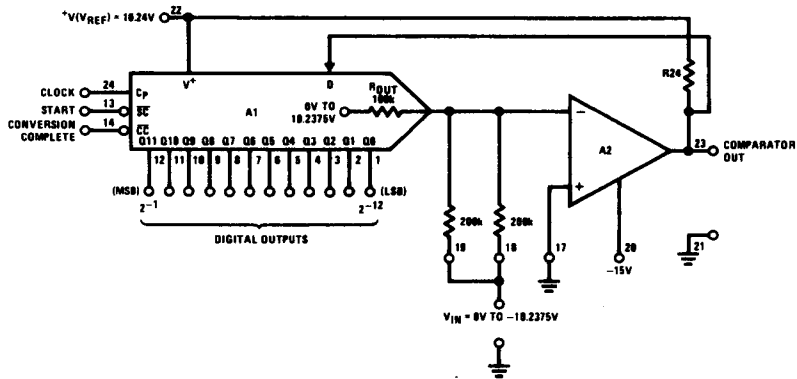 +V(VREF) = 10.24V 22
V+ D R24
CLOCK 24 CP
START 13 SC
CONVERSION COMPLETE 14 CC
A1
0V TO 10.2375V
ROUT 100k
Q11 Q10 Q9 Q8 Q7 Q6 Q5 Q4 Q3 Q2 Q1 Q0
12 11 10 9 8 7 6 5 4 3 2 1
(MSB) (LSB)
2-1 2-12
DIGITAL OUTPUTS
- A2 +
23 COMPARATOR OUT
200k 200k
19 18 17 20 21
-15V
VIN = 0V TO -10.2375V